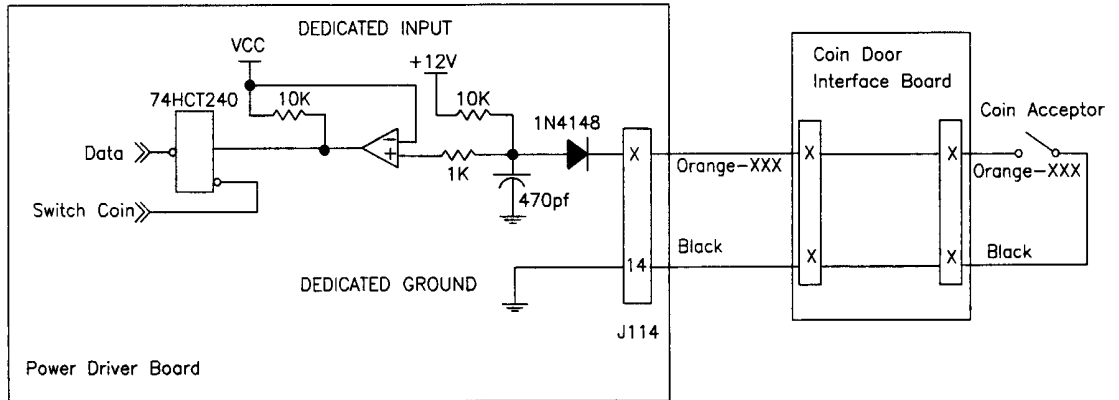 DEDICATED INPUT
VCC
+12V
74HCT240
10K
10K
1N4148
Data
-
+
1K
470pf
Switch Coin
X
Orange-XXX
Black
14
DEDICATED GROUND
J114
Power Driver Board
Coin Door
Interface Board
X
X
X
X
Coin Acceptor
Orange-XXX
Black